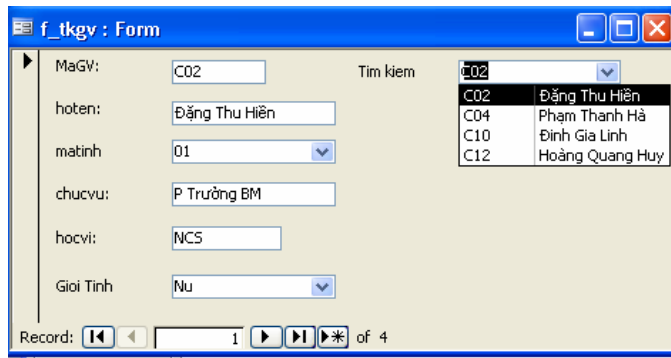 f_tkgv : Form
MaGV: C02 Tim kiem C02
C02 Đặng Thu Hiền
hoten: Đặng Thu Hiền
C04 Phạm Thanh Hà
C10 Đinh Gia Linh
matinh 01
C12 Hoàng Quang Huy
chucvu: P Trưởng BM
hocvi: NCS
Gioi Tinh Nu
Record: 1 of 4